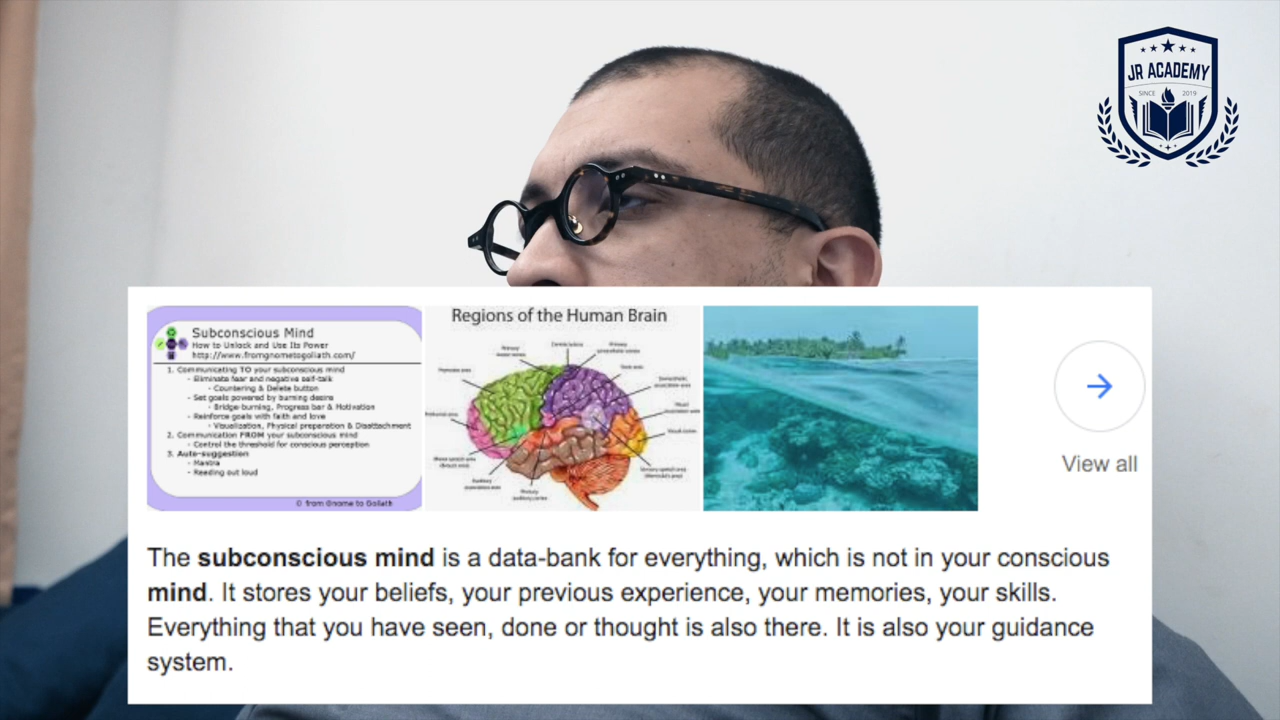 JR ACADEMY
SINCE 2019
Subconscious Mind
How to Unlock and Use Its Power
http://www.fromgnometogoliath.com/
1. Communicating TO your subconscious mind
- Eliminate fear and negative self-talk
- Countering & Delete button
- Set goals powered by burning desire
- Bridge-burning, Progress bar & Motivation
- Reinforce goals with faith and love
- Visualization, Physical preparation & Disattachment
2. Communication FROM your subconscious mind
- Control the threshold for conscious perception
3. Auto-suggestion
- Mantra
- Reading out loud
© from Gnome to Goliath
Regions of the Human Brain
View all
The subconscious mind is a data-bank for everything, which is not in your conscious
mind. It stores your beliefs, your previous experience, your memories, your skills.
Everything that you have seen, done or thought is also there. It is also your guidance
system.